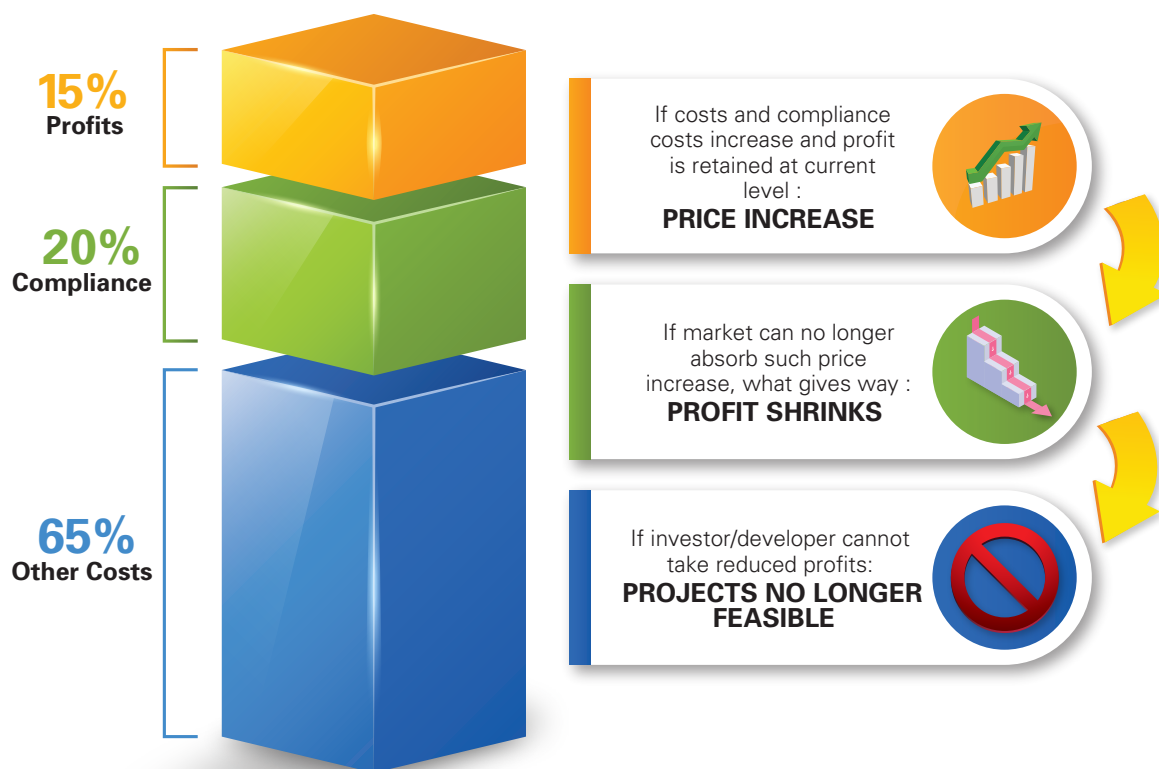 15%
Profits
20%
Compliance
65%
Other Costs
If costs and compliance
costs increase and profit
is retained at current
level :
PRICE INCREASE
If market can no longer
absorb such price
increase, what gives way :
PROFIT SHRINKS
If investor/developer cannot
take reduced profits:
PROJECTS NO LONGER
FEASIBLE